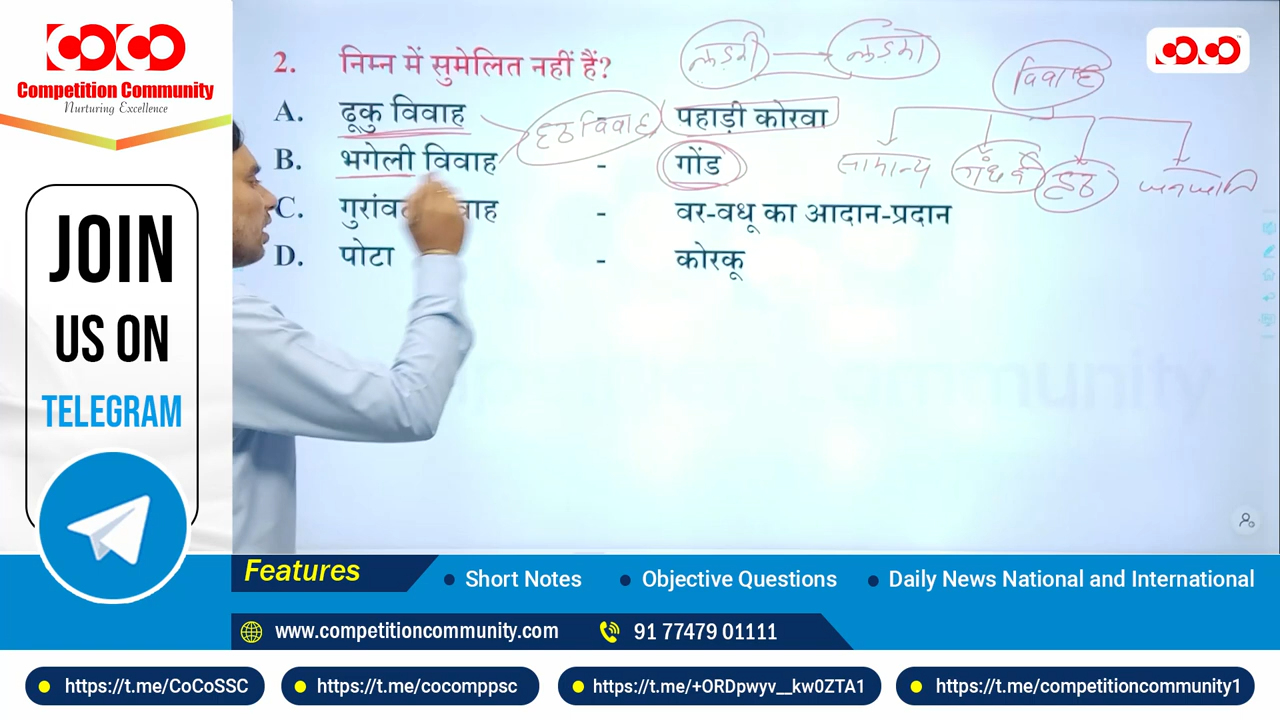 COCO
Competition Community
Nurturing Excellence
JOIN
US ON
TELEGRAM
2. निम्न में सुमेलित नहीं हैं?
A. ढूकु विवाह - पहाड़ी कोरवा
B. भगेली विवाह - गोंड
C. गुरांव वाह - वर-वधू का आदान-प्रदान
D. पोटा - कोरकू
लड़की लड़का
हठ विवाह
विवाह
सामान्य गंधर्व हठ जनजाति
Features
• Short Notes • Objective Questions • Daily News National and International
www.competitioncommunity.com 91 77479 01111
https://t.me/CoCoSSC https://t.me/cocomppsc https://t.me/+ORDpwyv__kw0ZTA1 https://t.me/competitioncommunity1